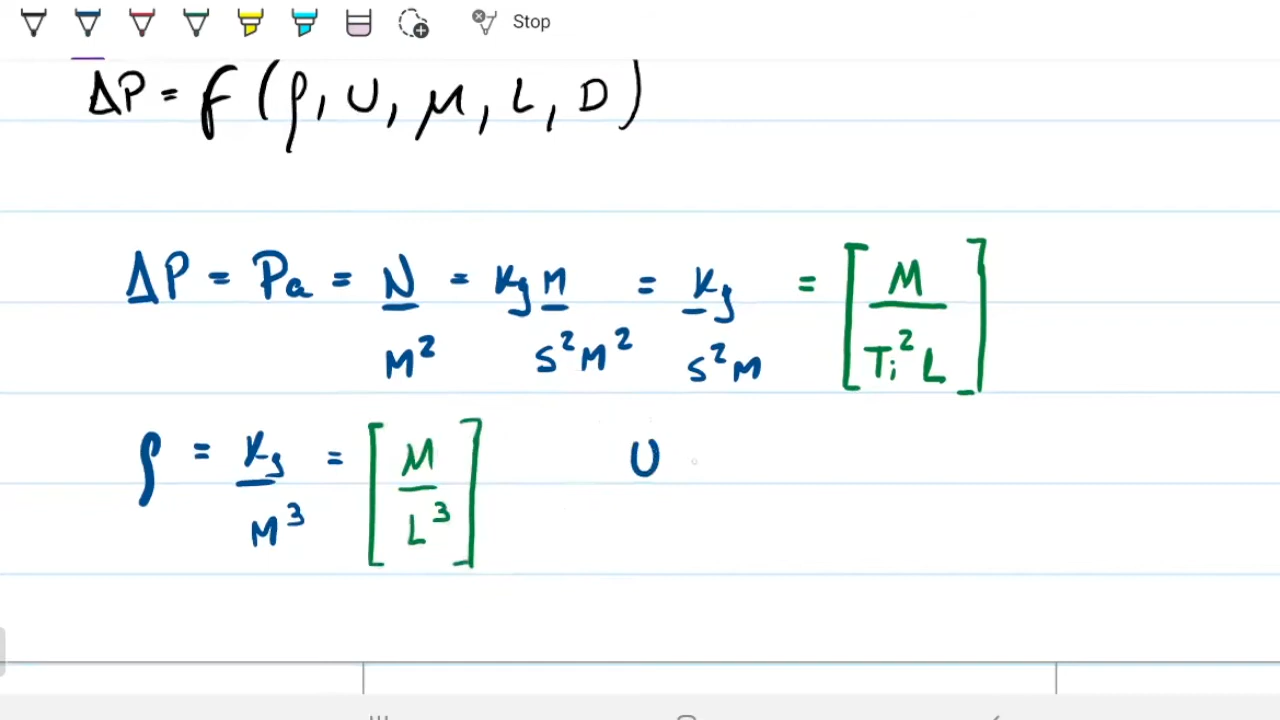 Stop
ΔP = f(ρ, U, μ, L, D)
ΔP = Pa = N/M² = Kg M/S²M² = Kg/S²M = [M/Ti²L]
ρ = Kg/M³ = [M/L³] U